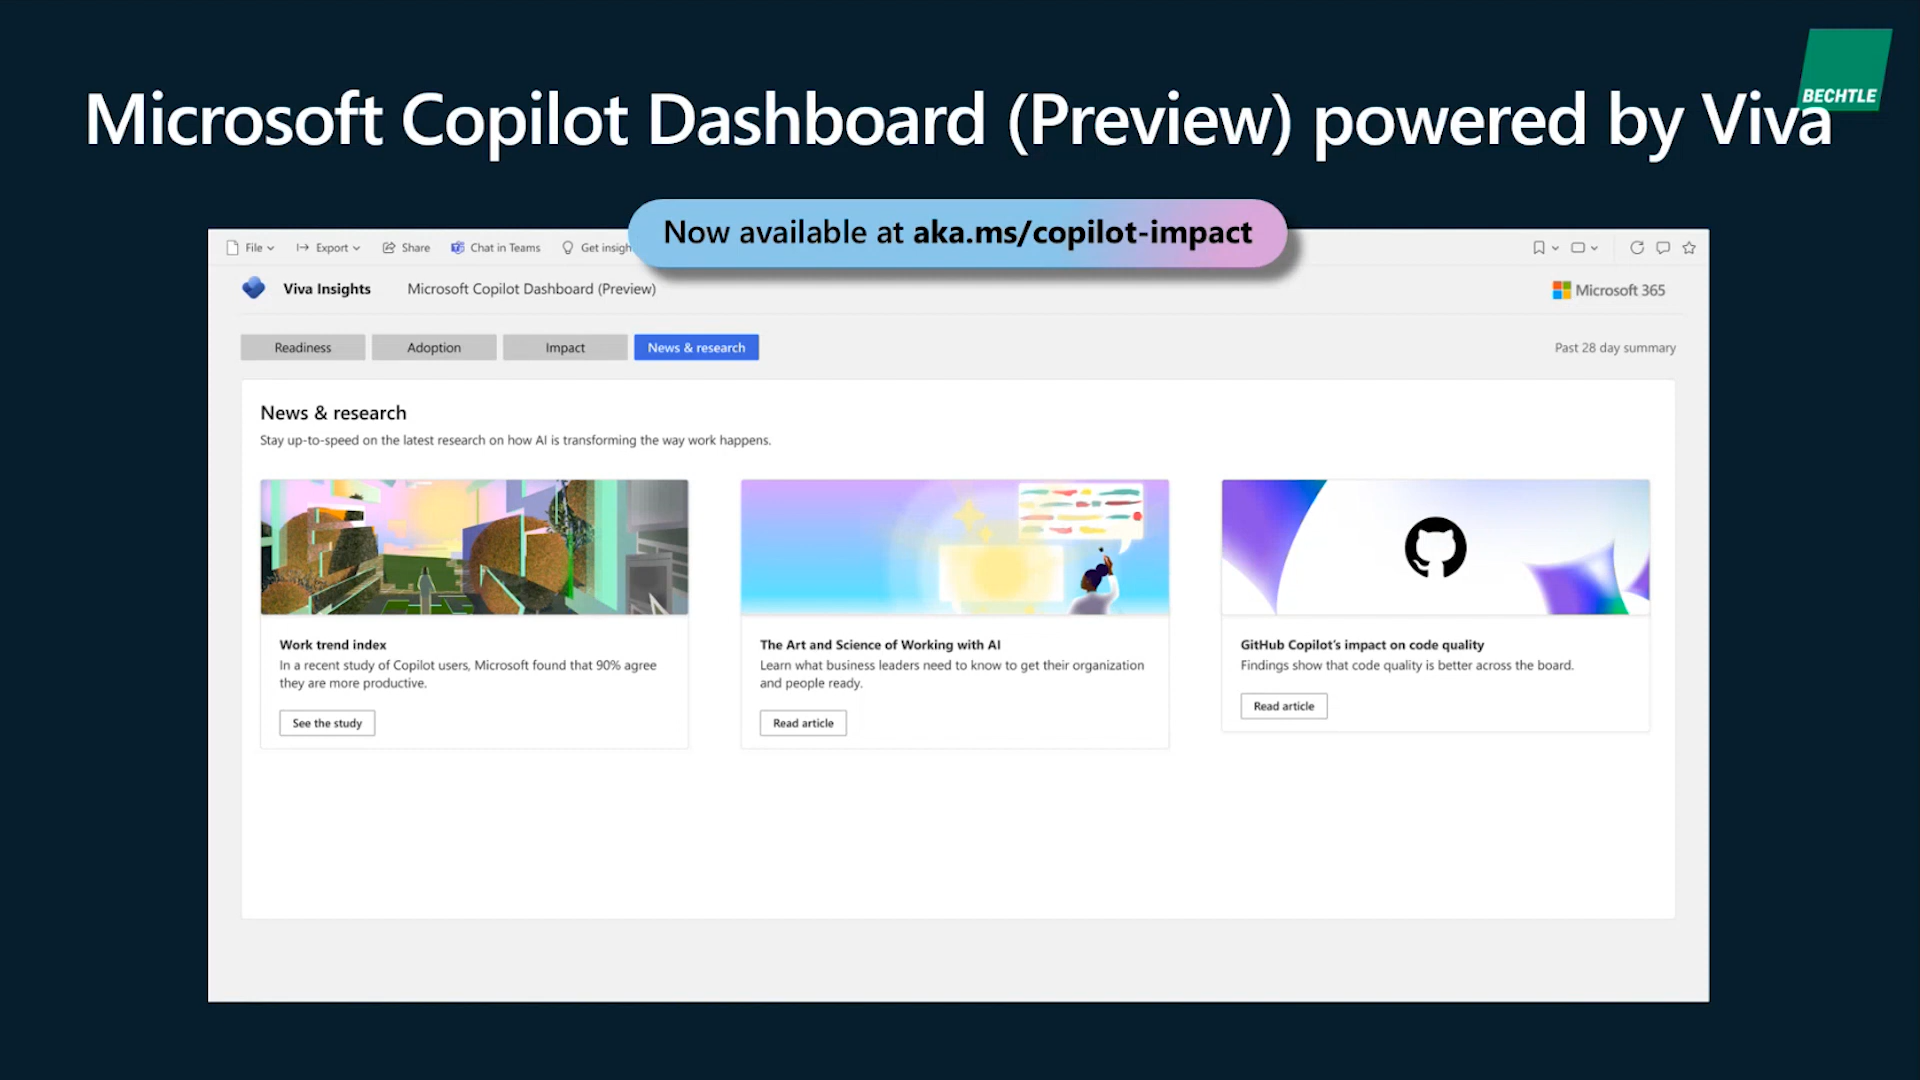 BECHTLE
Microsoft Copilot Dashboard (Preview) powered by Viva
Now available at aka.ms/copilot-impact
File
Export
Share
Chat in Teams
Get insigh
Viva Insights
Microsoft Copilot Dashboard (Preview)
Microsoft 365
Readiness
Adoption
Impact
News & research
Past 28 day summary
News & research
Stay up-to-speed on the latest research on how AI is transforming the way work happens.
Work trend index
In a recent study of Copilot users, Microsoft found that 90% agree
they are more productive.
See the study
The Art and Science of Working with AI
Learn what business leaders need to know to get their organization
and people ready.
Read article
GitHub Copilot’s impact on code quality
Findings show that code quality is better across the board.
Read article